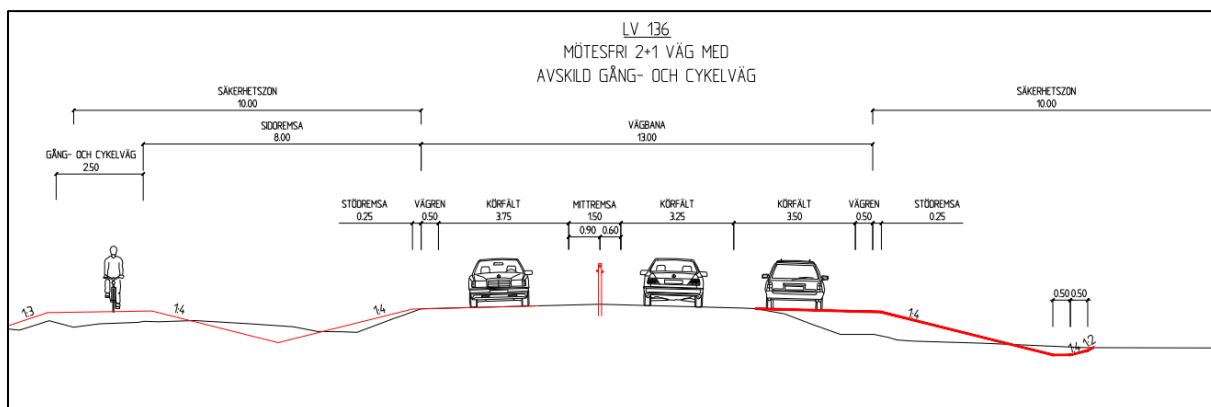 LV 136
MÖTESFRI 2+1 VÄG MED
AVSKILD GÅNG- OCH CYKELVÄG
SÄKERHETSZON
10.00
SÄKERHETSZON
10.00
SIDOREMSA
8.00
VÄGBANA
13.00
GÅNG- OCH CYKELVÄG
2.50
STÖDREMSA
0.25
VÄGREN
0.50
KÖRFÄLT
3.75
MITTREMSA
1.50
0.90
0.60
KÖRFÄLT
3.25
KÖRFÄLT
3.50
VÄGREN
0.50
STÖDREMSA
0.25
0.50
0.50
1:3
1:4
1:4
1:4
1:4
1:2